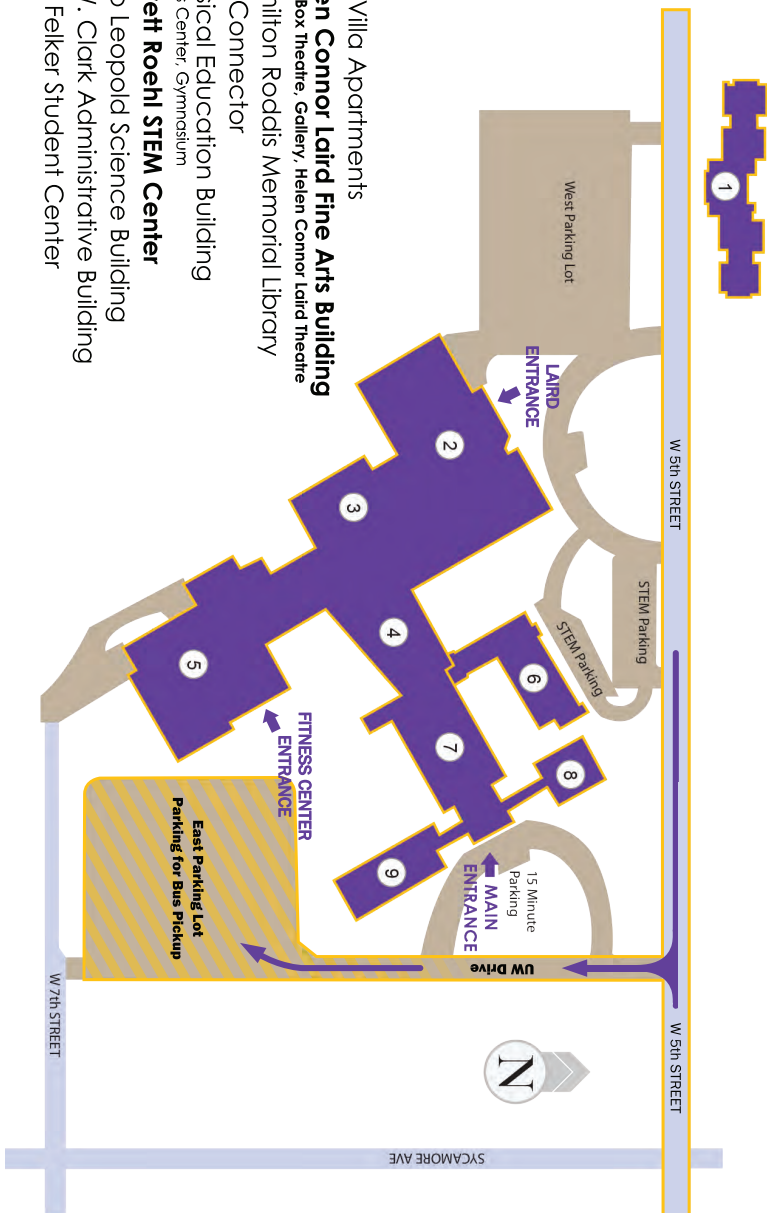 Villa Apartments
en Connor Laird Fine Arts Building
Box Theatre, Gallery, Helen Connor Laird Theatre
milton Roddis Memorial Library
Connector
sical Education Building
s Center, Gymnasium
ett Roehl STEM Center
o Leopold Science Building
. Clark Administrative Building
Felker Student Center
1
W 5th STREET
W 5th STREET
West Parking Lot
STEM Parking
STEM Parking
LAIRD
ENTRANCE
2
3
4
5
6
7
8
9
15 Minute
Parking
MAIN
ENTRANCE
UW Drive
FITNESS CENTER
ENTRANCE
East Parking Lot
Parking for Bus Pickup
N
W 7th STREET
SYCAMORE AVE